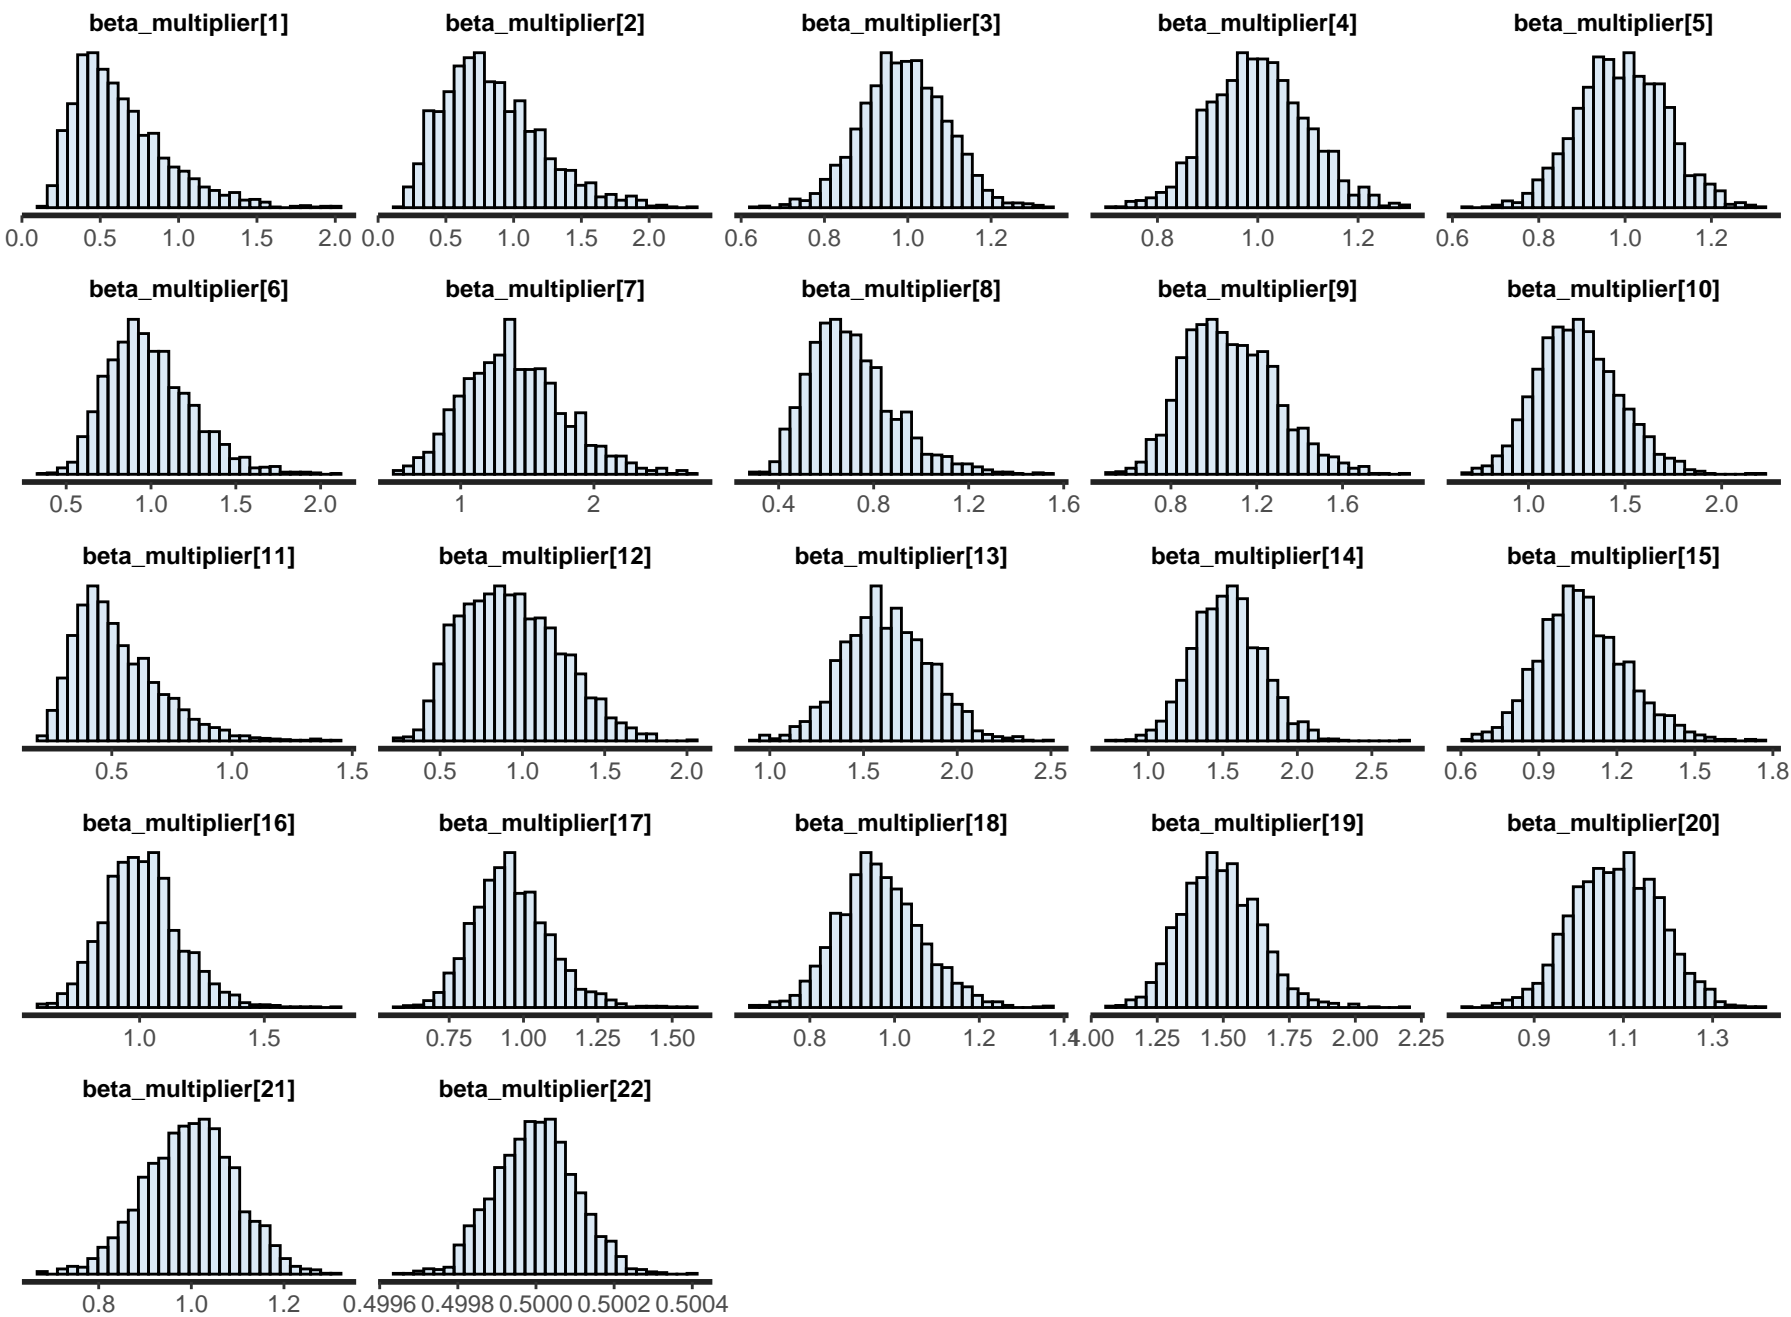 beta_multiplier[1] beta_multiplier[2] beta_multiplier[3] beta_multiplier[4] beta_multiplier[5]
0.0 0.5 1.0 1.5 2.0 0.0 0.5 1.0 1.5 2.0 0.6 0.8 1.0 1.2 0.8 1.0 1.2 0.6 0.8 1.0 1.2
beta_multiplier[6] beta_multiplier[7] beta_multiplier[8] beta_multiplier[9] beta_multiplier[10]
0.5 1.0 1.5 2.0 1 2 0.4 0.8 1.2 1.6 0.8 1.2 1.6 1.0 1.5 2.0
beta_multiplier[11] beta_multiplier[12] beta_multiplier[13] beta_multiplier[14] beta_multiplier[15]
0.5 1.0 1.5 0.5 1.0 1.5 2.0 1.0 1.5 2.0 2.5 1.0 1.5 2.0 2.5 0.6 0.9 1.2 1.5 1.8
beta_multiplier[16] beta_multiplier[17] beta_multiplier[18] beta_multiplier[19] beta_multiplier[20]
1.0 1.5 0.75 1.00 1.25 1.50 0.8 1.0 1.2 1.4 1.00 1.25 1.50 1.75 2.00 2.25 0.9 1.1 1.3
beta_multiplier[21] beta_multiplier[22]
0.8 1.0 1.2 0.4996 0.4998 0.5000 0.5002 0.5004